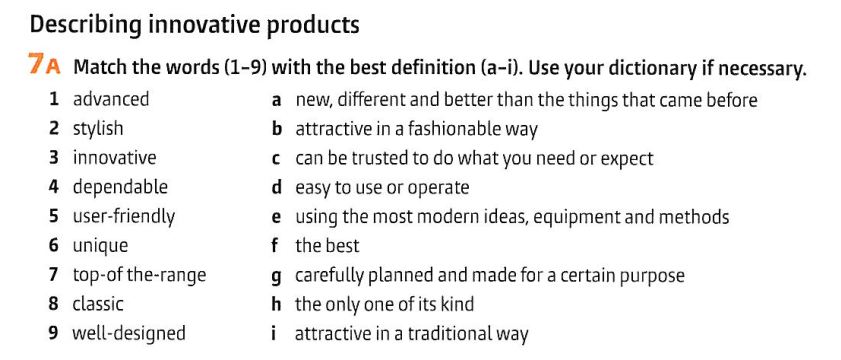 Describing innovative products
7A Match the words (1–9) with the best definition (a–i). Use your dictionary if necessary.
1 advanced a new, different and better than the things that came before
2 stylish b attractive in a fashionable way
3 innovative c can be trusted to do what you need or expect
4 dependable d easy to use or operate
5 user-friendly e using the most modern ideas, equipment and methods
6 unique f the best
7 top-of the-range g carefully planned and made for a certain purpose
8 classic h the only one of its kind
9 well-designed i attractive in a traditional way